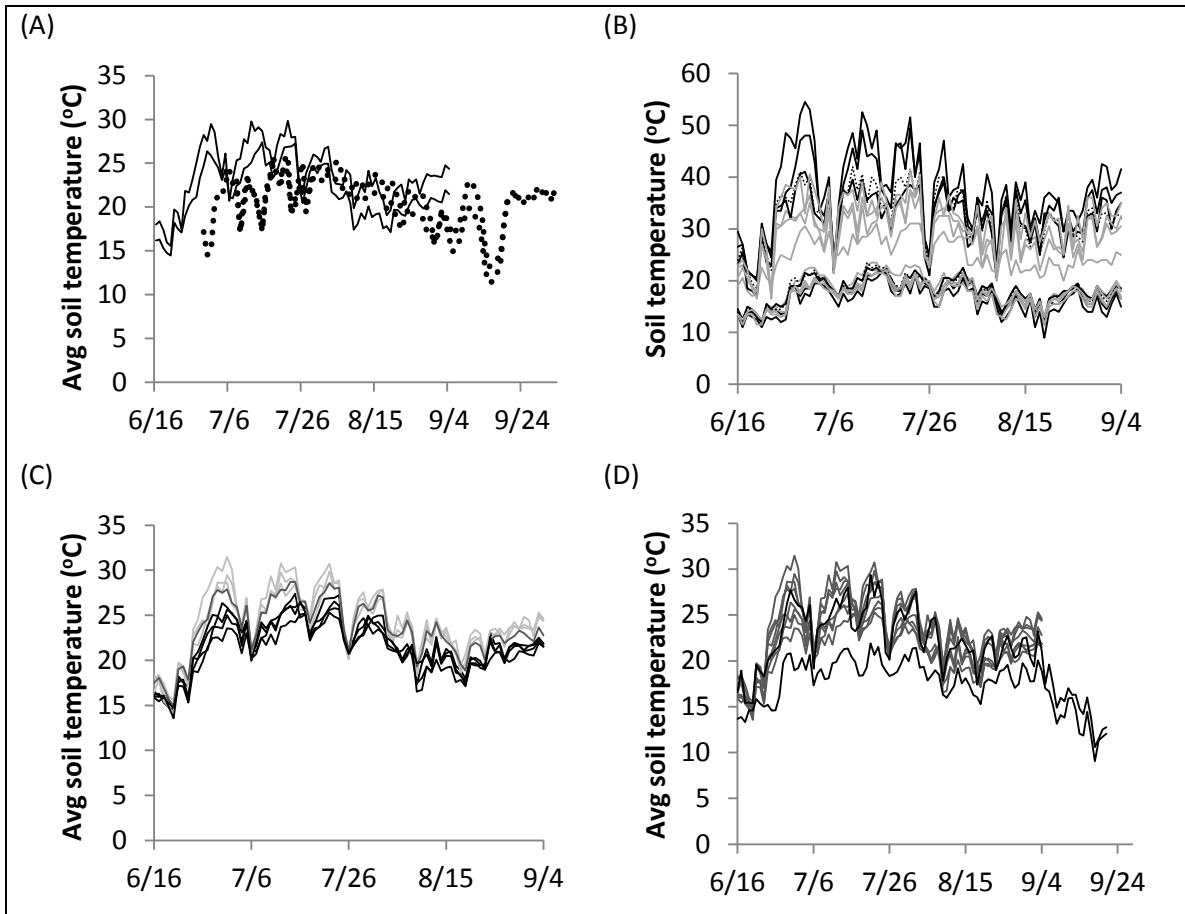 (A)
Avg soil temperature (ºC)
35
30
25
20
15
10
5
0
6/16 7/6 7/26 8/15 9/4 9/24
(B)
Soil temperature (ºC)
60
50
40
30
20
10
0
6/16 7/6 7/26 8/15 9/4
(C)
Avg soil temperature (ºC)
35
30
25
20
15
10
5
0
6/16 7/6 7/26 8/15 9/4
(D)
Avg soil temperature (ºC)
35
30
25
20
15
10
5
0
6/16 7/6 7/26 8/15 9/4 9/24